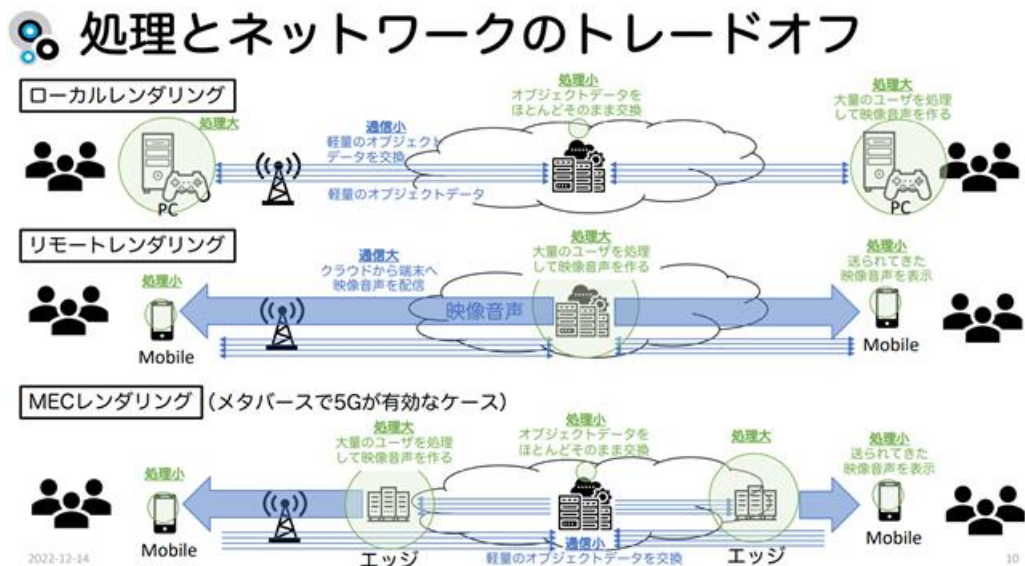 処理とネットワークのトレードオフ
ローカルレンダリング
処理大
PC
通信小
軽量のオブジェクト
データを交換
軽量のオブジェクトデータ
処理小
オブジェクトデータを
ほとんどそのまま交換
処理大
大量のユーザを処理
して映像音声を作る
PC
リモートレンダリング
処理小
Mobile
通信大
クラウドから端末へ
映像音声を配信
映像音声
処理大
大量のユーザを処理
して映像音声を作る
処理小
送られてきた
映像音声を表示
Mobile
MECレンダリング (メタバースで5Gが有効なケース)
処理小
Mobile
処理大
大量のユーザを処理
して映像音声を作る
エッジ
処理小
オブジェクトデータを
ほとんどそのまま交換
通信小
軽量のオブジェクトデータを交換
処理大
エッジ
処理小
送られてきた
映像音声を表示
Mobile
2022-12-14
10